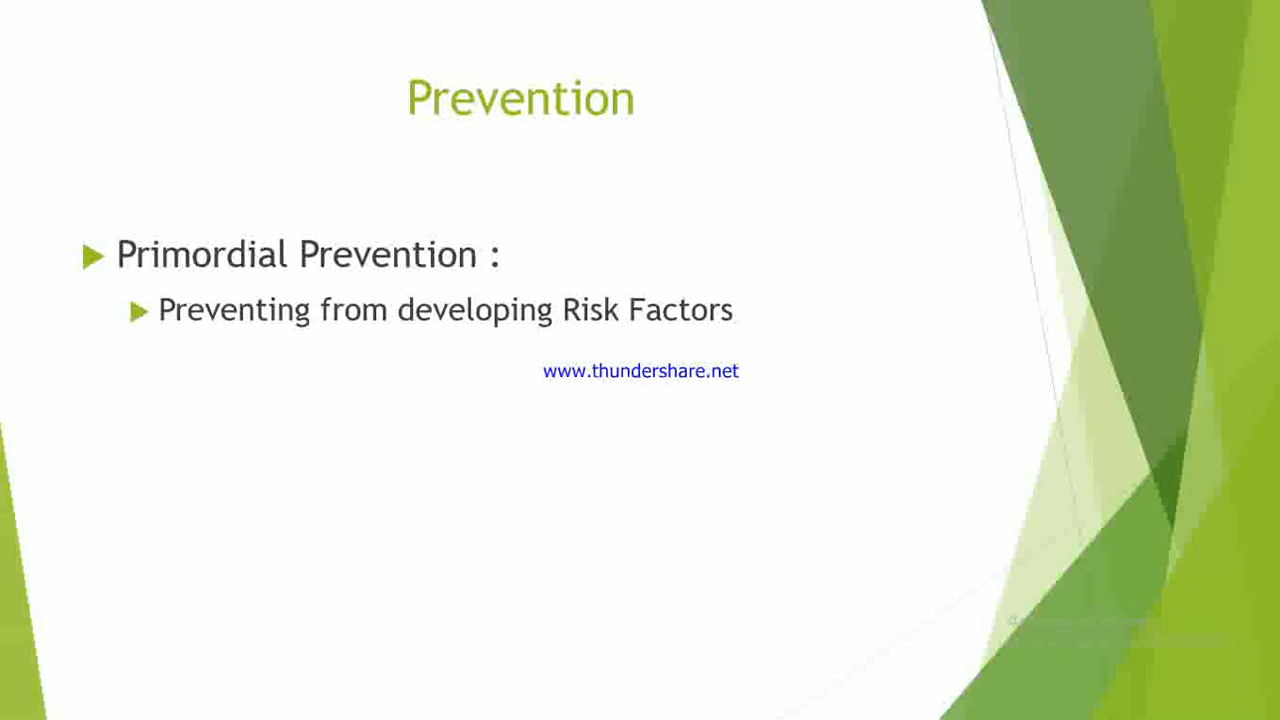 Prevention
Primordial Prevention :
Preventing from developing Risk Factors
www.thundershare.net